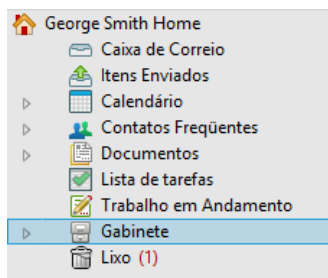 George Smith Home
Caixa de Correio
Itens Enviados
Calendário
Contatos Freqüentes
Documentos
Lista de tarefas
Trabalho em Andamento
Gabinete
Lixo (1)